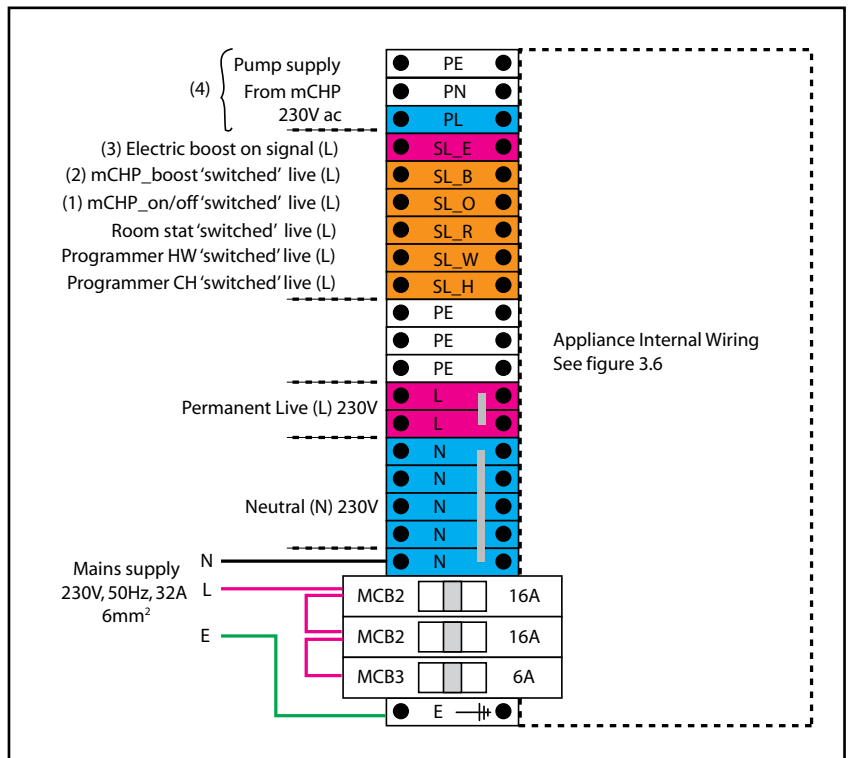 Pump supply
(4)
From mCHP
230V ac
(3) Electric boost on signal (L)
(2) mCHP_boost ‘switched’ live (L)
(1) mCHP_on/off ‘switched’ live (L)
Room stat ‘switched’ live (L)
Programmer HW ‘switched’ live (L)
Programmer CH ‘switched’ live (L)
Permanent Live (L) 230V
Neutral (N) 230V
Mains supply
230V, 50Hz, 32A
6mm²
N
L
E
PE
PN
PL
SL_E
SL_B
SL_O
SL_R
SL_W
SL_H
PE
PE
PE
L
L
N
N
N
N
N
MCB2 16A
MCB2 16A
MCB3 6A
E
Appliance Internal Wiring
See figure 3.6